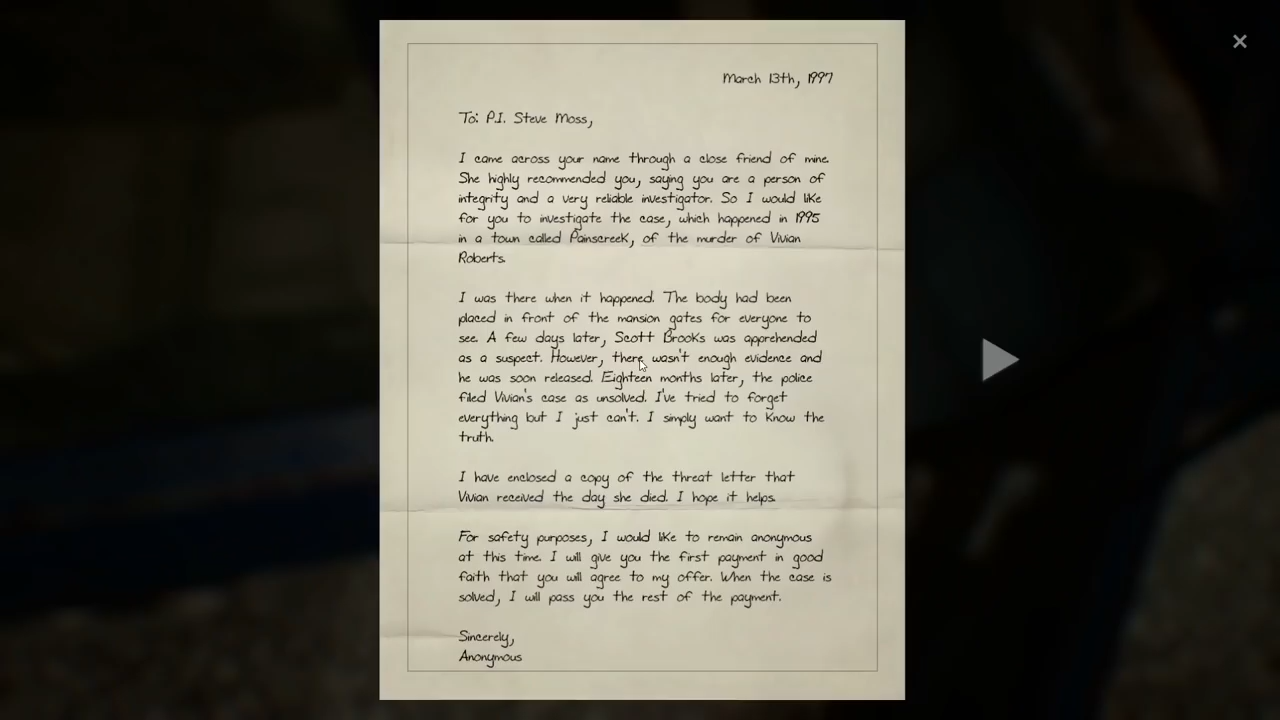 March 13th, 1997
To: P.I. Steve Moss,
I came across your name through a close friend of mine.
She highly recommended you, saying you are a person of
integrity and a very reliable investigator. So I would like
for you to investigate the case, which happened in 1995
in a town called Painscreek, of the murder of Vivian
Roberts.
I was there when it happened. The body had been
placed in front of the mansion gates for everyone to
see. A few days later, Scott Brooks was apprehended
as a suspect. However, there wasn't enough evidence and
he was soon released. Eighteen months later, the police
filed Vivian's case as unsolved. I've tried to forget
everything but I just can't. I simply want to know the
truth.
I have enclosed a copy of the threat letter that
Vivian received the day she died. I hope it helps.
For safety purposes, I would like to remain anonymous
at this time. I will give you the first payment in good
faith that you will agree to my offer. When the case is
solved, I will pass you the rest of the payment.
Sincerely,
Anonymous